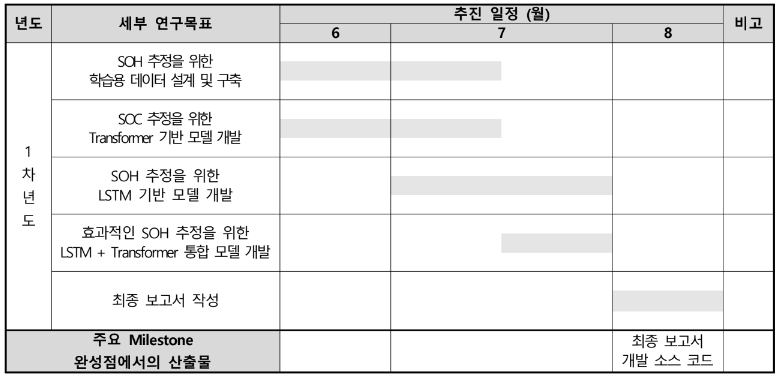 년도
세부 연구목표
추진 일정 (월)
비고
6
7
8
1
차
년
도
SOH 추정을 위한
학습용 데이터 설계 및 구축
SOC 추정을 위한
Transformer 기반 모델 개발
SOH 추정을 위한
LSTM 기반 모델 개발
효과적인 SOH 추정을 위한
LSTM + Transformer 통합 모델 개발
최종 보고서 작성
주요 Milestone
완성점에서의 산출물
최종 보고서
개발 소스 코드